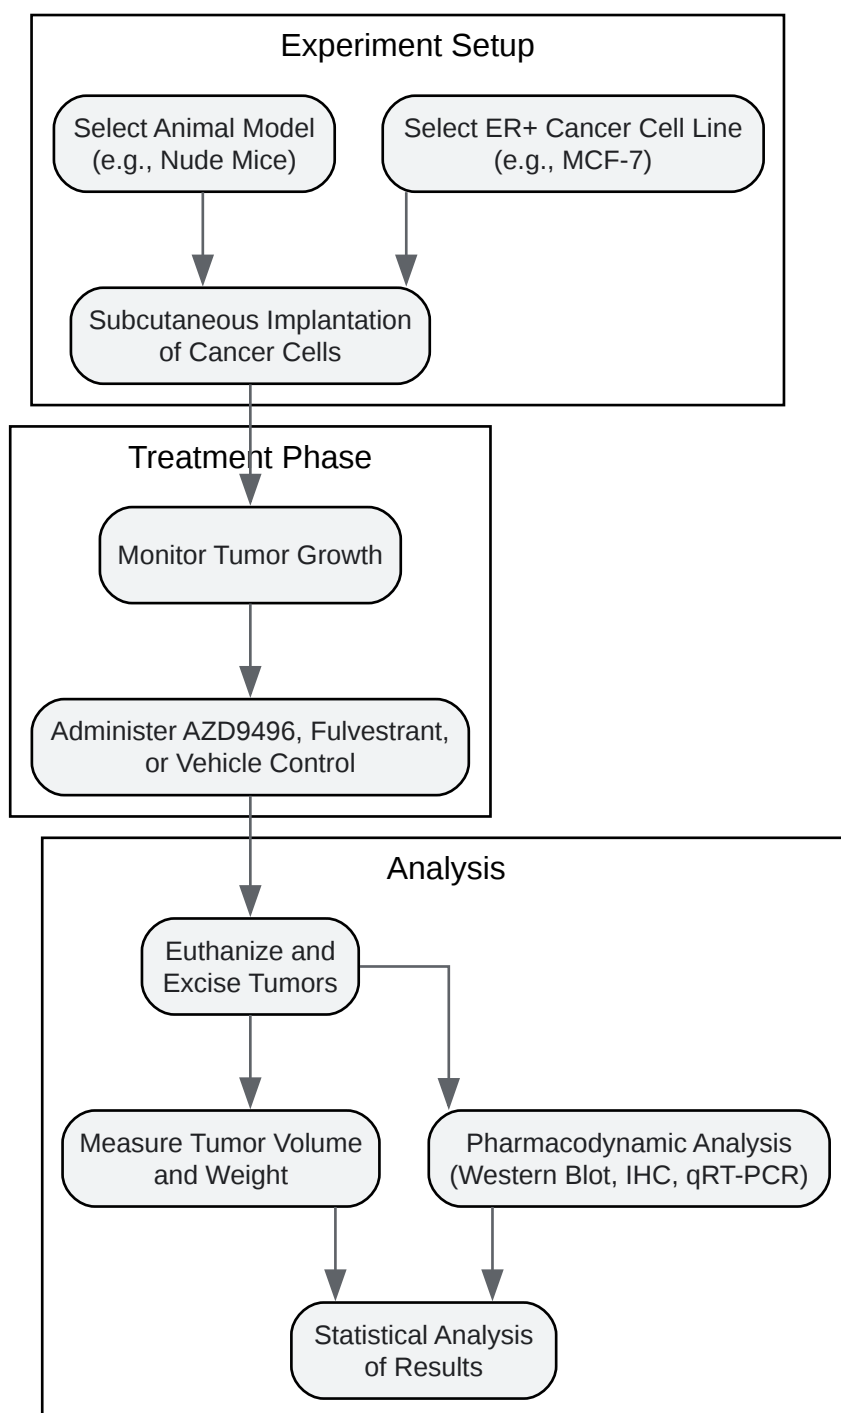 Experiment Setup
Select Animal Model
(e.g., Nude Mice)
Select ER+ Cancer Cell Line
(e.g., MCF-7)
Subcutaneous Implantation
of Cancer Cells
Treatment Phase
Monitor Tumor Growth
Administer AZD9496, Fulvestrant,
or Vehicle Control
Analysis
Euthanize and
Excise Tumors
Measure Tumor Volume
and Weight
Pharmacodynamic Analysis
(Western Blot, IHC, qRT-PCR)
Statistical Analysis
of Results